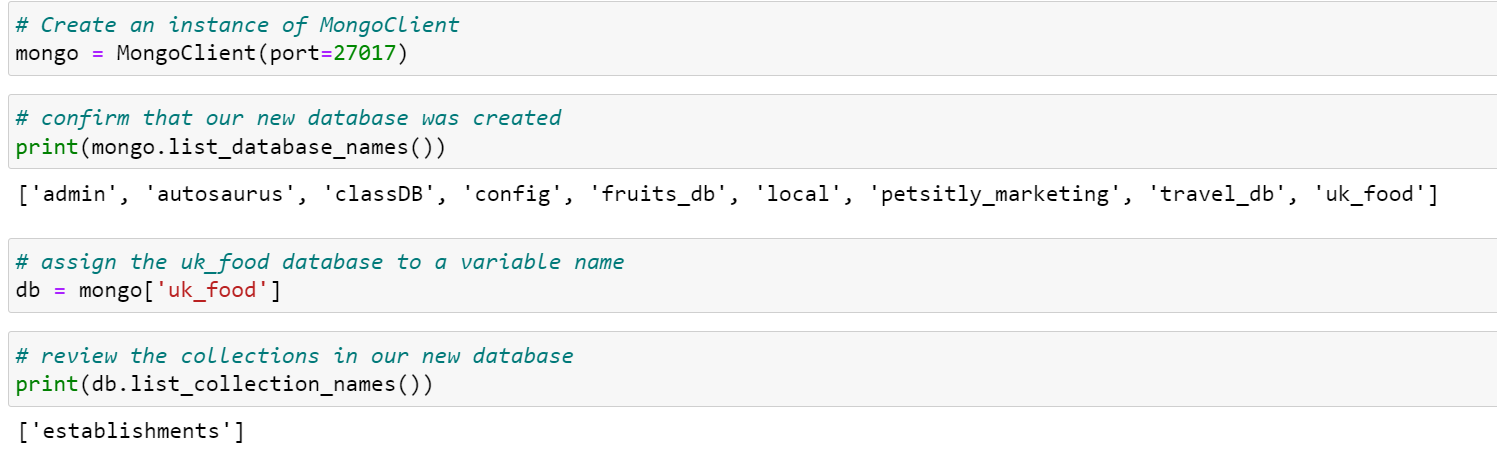 # Create an instance of MongoClient
mongo = MongoClient(port=27017)
# confirm that our new database was created
print(mongo.list_database_names())
['admin', 'autosaurus', 'classDB', 'config', 'fruits_db', 'local', 'petsitly_marketing', 'travel_db', 'uk_food']
# assign the uk_food database to a variable name
db = mongo['uk_food']
# review the collections in our new database
print(db.list_collection_names())
['establishments']